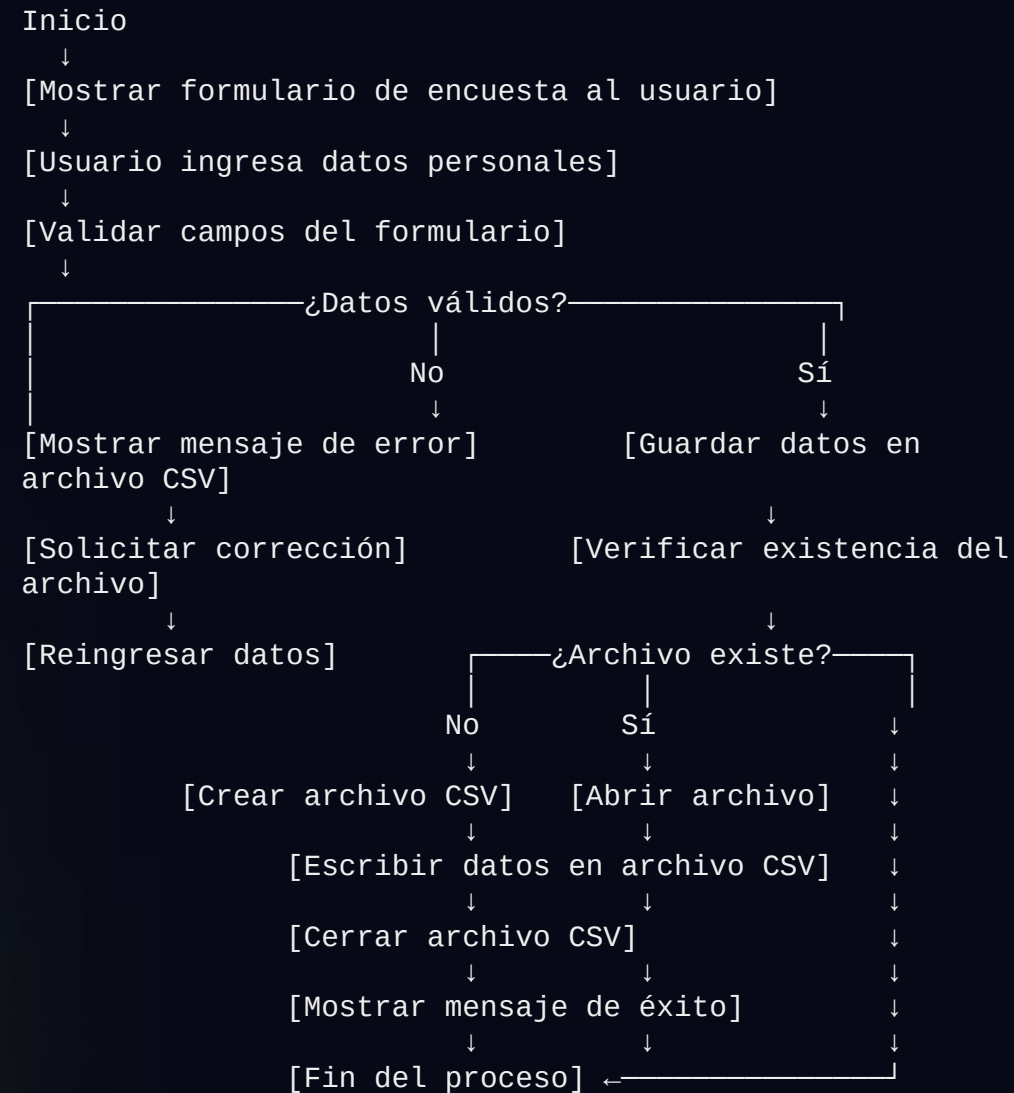 Inicio
↓
[Mostrar formulario de encuesta al usuario]
↓
[Usuario ingresa datos personales]
↓
[Validar campos del formulario]
↓
┌───────────────¿Datos válidos?───────────────┐
│                      │                     │
│                     No                    Sí
│                      ↓                     ↓
[Mostrar mensaje de error]        [Guardar datos en
archivo CSV]
↓                                  ↓
[Solicitar corrección]         [Verificar existencia del
archivo]
↓                                  ↓
[Reingresar datos]       ┌────¿Archivo existe?────┐
│         │              │
No        Sí             ↓
↓         ↓             ↓
[Crear archivo CSV]   [Abrir archivo]   ↓
↓         ↓             ↓
[Escribir datos en archivo CSV]   ↓
↓         ↓             ↓
[Cerrar archivo CSV]              ↓
↓         ↓             ↓
[Mostrar mensaje de éxito]        ↓
↓         ↓             ↓
[Fin del proceso] ←───────────────┘